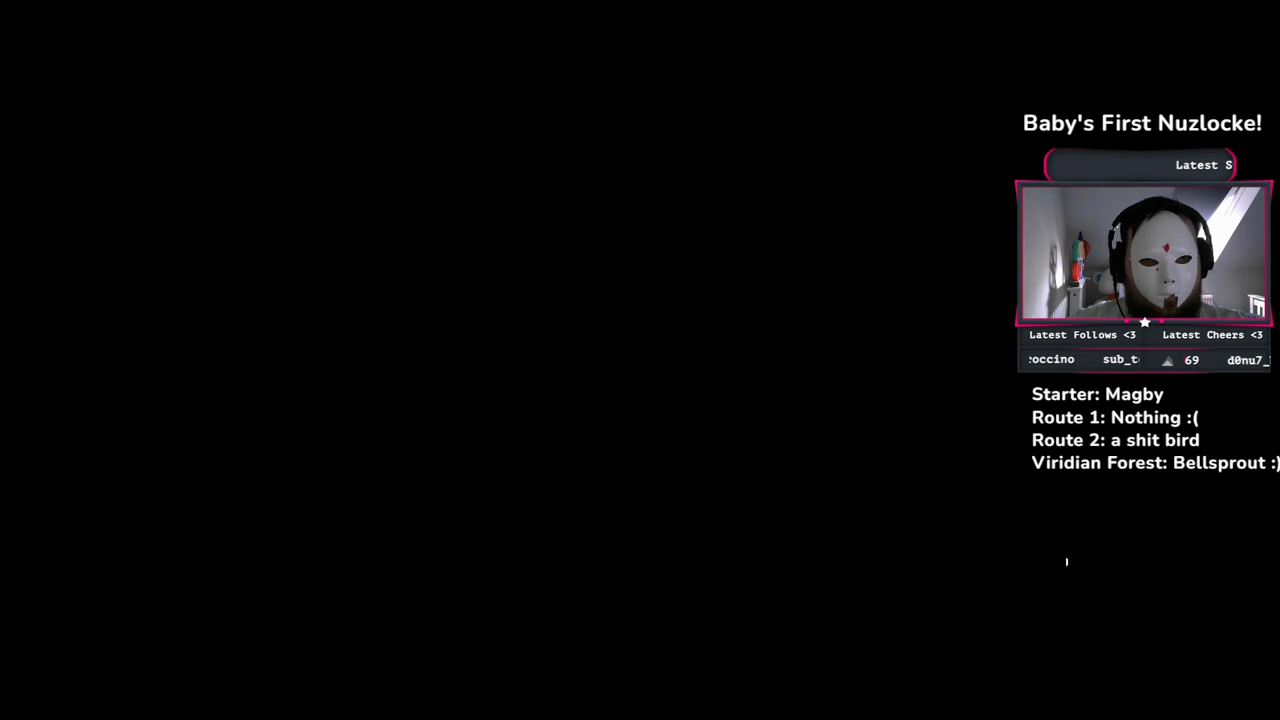 Baby's First Nuzlocke!
Latest S
Latest Follows <3
Latest Cheers <3
occino
sub_t
69
d0nu7_
Starter: Magby
Route 1: Nothing :(
Route 2: a shit bird
Viridian Forest: Bellsprout :)